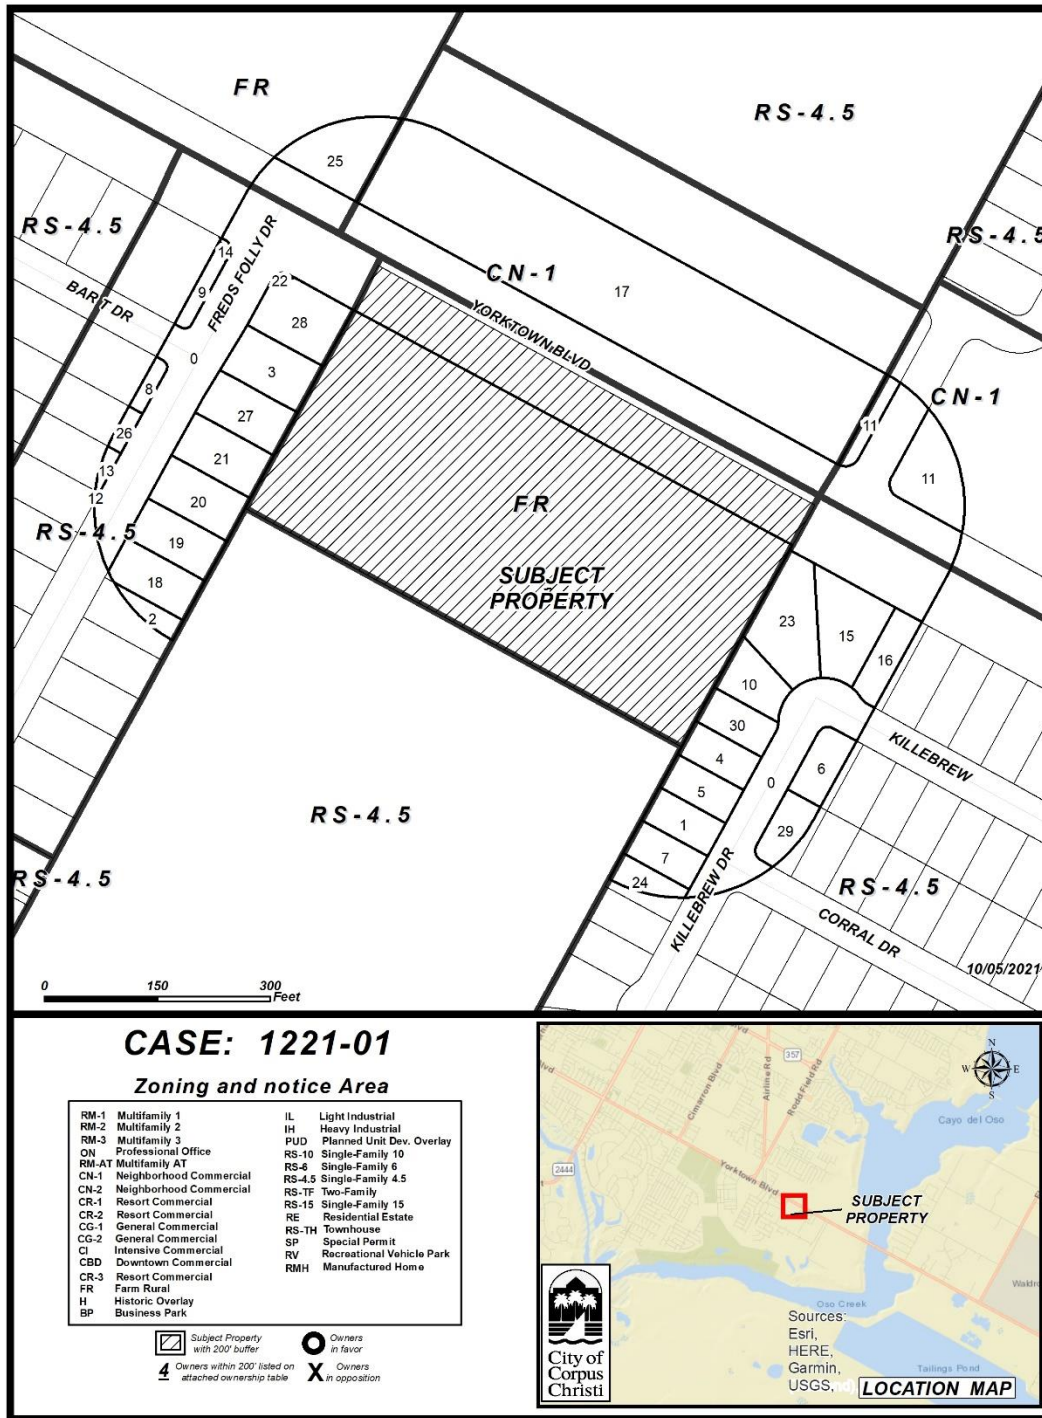 FR
RS-4.5
25
RS-4.5
RS-4.5
14
FREDS FOLLY DR
CN-1
22
BART DR
9
17
28
YORKTOWN BLVD
0
3
8
CN-1
27
11
26
21
13
11
12
20
FR
RS-4.5
19
SUBJECT
PROPERTY
18
2
23
15
16
10
30
KILLEBREW
4
6
0
5
RS-4.5
1
29
7
RS-4.5
24
RS-4.5
KILLEBREW DR
CORRAL DR
10/05/2021
0 150 300
Feet
CASE: 1221-01
Zoning and notice Area
RM-1 Multifamily 1
RM-2 Multifamily 2
RM-3 Multifamily 3
ON Professional Office
RM-AT Multifamily AT
CN-1 Neighborhood Commercial
CN-2 Neighborhood Commercial
CR-1 Resort Commercial
CR-2 Resort Commercial
CG-1 General Commercial
CG-2 General Commercial
CI Intensive Commercial
CBD Downtown Commercial
CR-3 Resort Commercial
FR Farm Rural
H Historic Overlay
BP Business Park
IL Light Industrial
IH Heavy Industrial
PUD Planned Unit Dev. Overlay
RS-10 Single-Family 10
RS-6 Single-Family 6
RS-4.5 Single-Family 4.5
RS-TF Two-Family
RS-15 Single-Family 15
RE Residential Estate
RS-TH Townhouse
SP Special Permit
RV Recreational Vehicle Park
RMH Manufactured Home
Subject Property
with 200' buffer
Owners
in favor
4 Owners within 200' listed on
attached ownership table
X Owners
in opposition
Cimarron Blvd
Airline Rd
357
Rodd Field Rd
N
W E
S
Cayo del Oso
2444
Yorktown Blvd
SUBJECT
PROPERTY
Oso Creek
Tailings Pond
Sources:
Esri,
HERE,
Garmin,
USGS,
LOCATION MAP
City of
Corpus
Christi